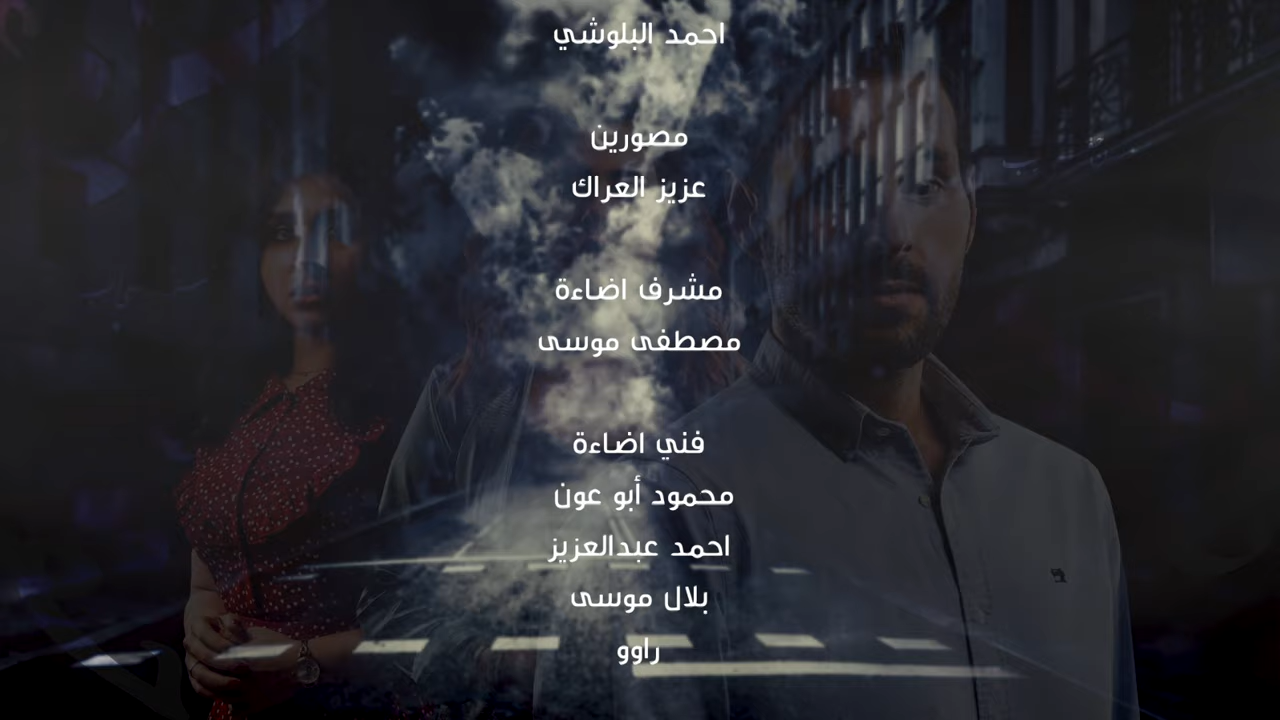 احمد البلوشي
مصورين
عزيز العراك
مشرف اضاءة
مصطفى موسى
فني اضاءة
محمود أبو عون
احمد عبدالعزيز
بلال موسى
راوو